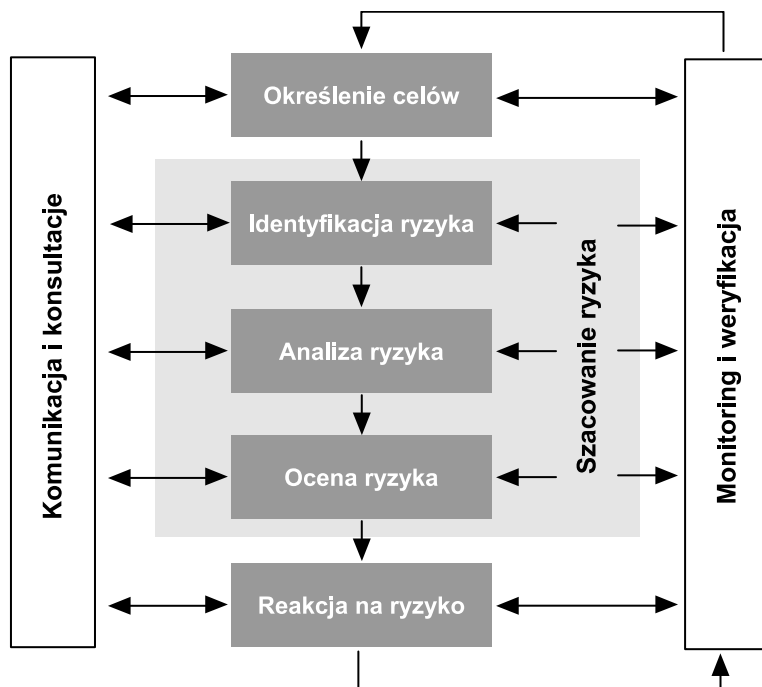 Określenie celów
Komunikacja i konsultacje
Identyfikacja ryzyka
Analiza ryzyka
Ocena ryzyka
Szacowanie ryzyka
Monitoring i weryfikacja
Reakcja na ryzyko